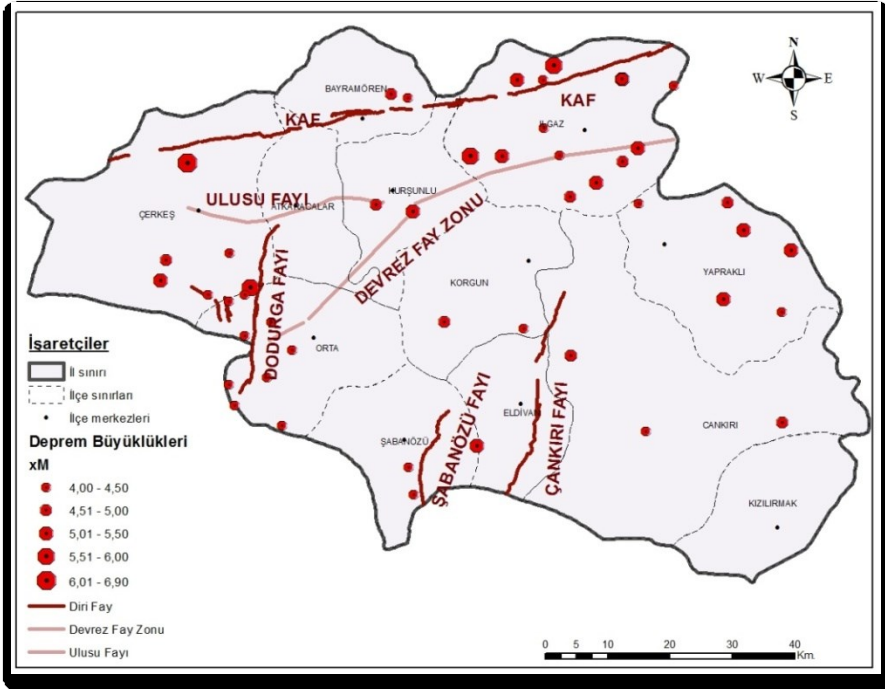 N
W E
S
BAYRAMÖREN
KAF
KAF
ILGAZ
ULUSU FAYI
KURŞUNLU
ATKARACALAR
ÇERKEŞ
DEVREZ FAY ZONU
YAPRAKLI
KORGUN
DODURGA FAYI
ORTA
ŞABANÖZÜ FAYI
ÇANKIRI FAYI
ELDİVAN
ŞABANÖZÜ
CANKIRI
KIZILIRMAK
İşaretçiler
İl sınırı
İlçe sınırları
İlçe merkezleri
Deprem Büyüklükleri
xM
4,00 - 4,50
4,51 - 5,00
5,01 - 5,50
5,51 - 6,00
6,01 - 6,90
Diri Fay
Devrez Fay Zonu
Ulusu Fayı
0 5 10 20 30 40
Km.